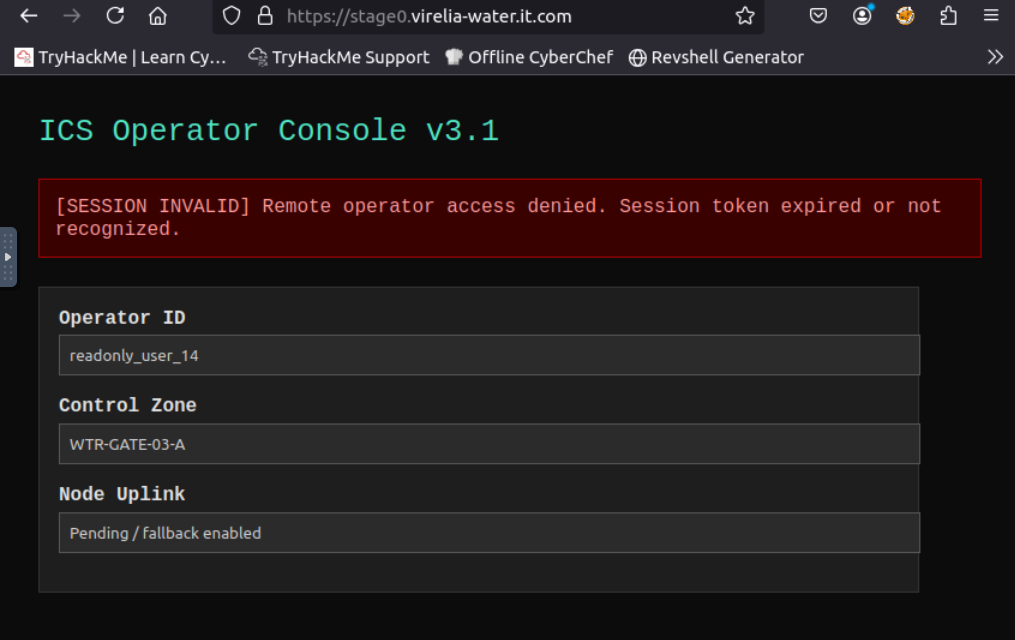 https://stage0.virelia-water.it.com
TryHackMe | Learn Cy...
TryHackMe Support
Offline CyberChef
Revshell Generator
ICS Operator Console v3.1
[SESSION INVALID] Remote operator access denied. Session token expired or not
recognized.
Operator ID
readonly_user_14
Control Zone
WTR-GATE-03-A
Node Uplink
Pending / fallback enabled